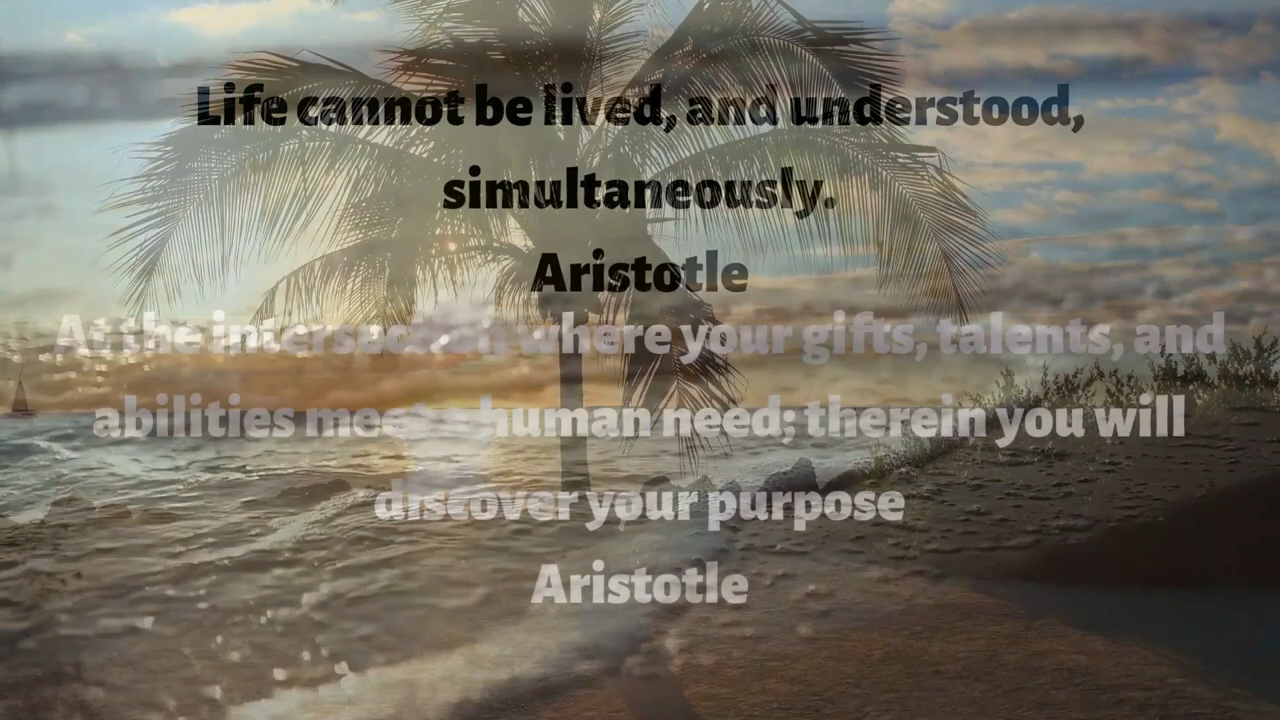 Life cannot be lived, and understood,
simultaneously.
Aristotle
At the intersection where your gifts, talents, and
abilities meet a human need; therein you will
discover your purpose
Aristotle